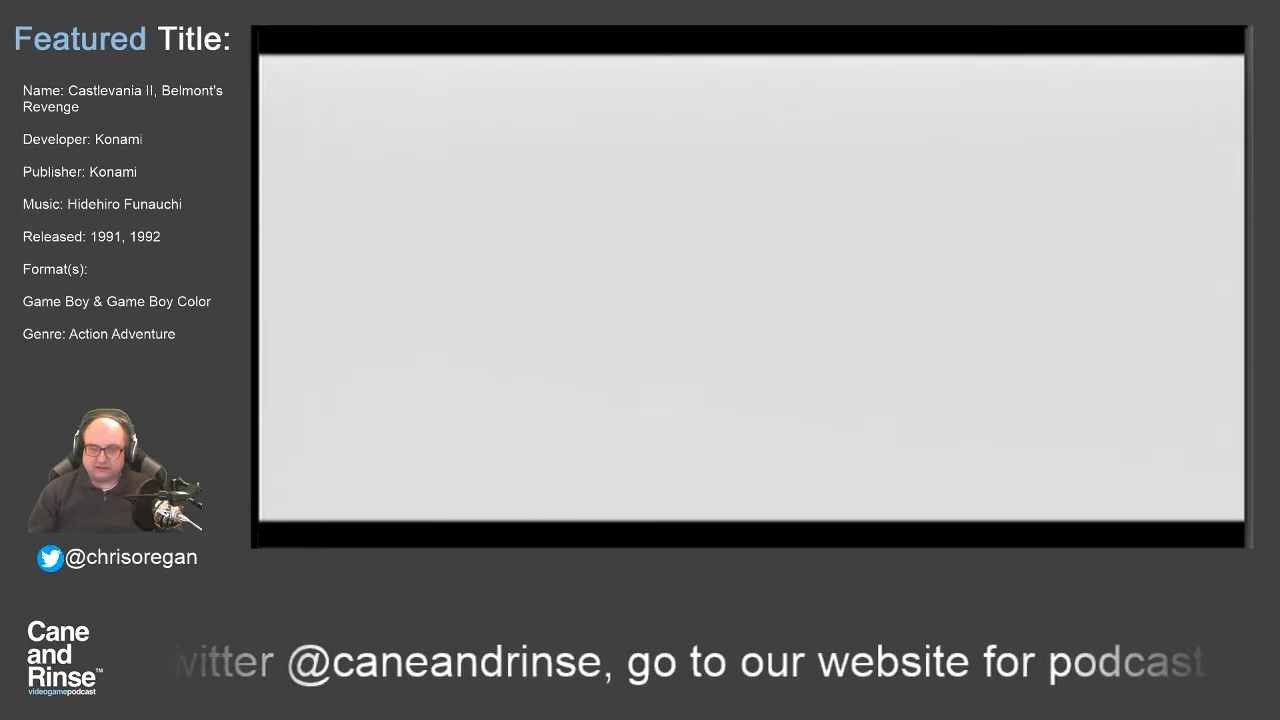 Featured Title:
Name: Castlevania II, Belmont's
Revenge
Developer: Konami
Publisher: Konami
Music: Hidehiro Funauchi
Released: 1991, 1992
Format(s):
Game Boy & Game Boy Color
Genre: Action Adventure
@chrisoregan
Cane
and
Rinse™
videogamepodcast
witter @caneandrinse, go to our website for podcast